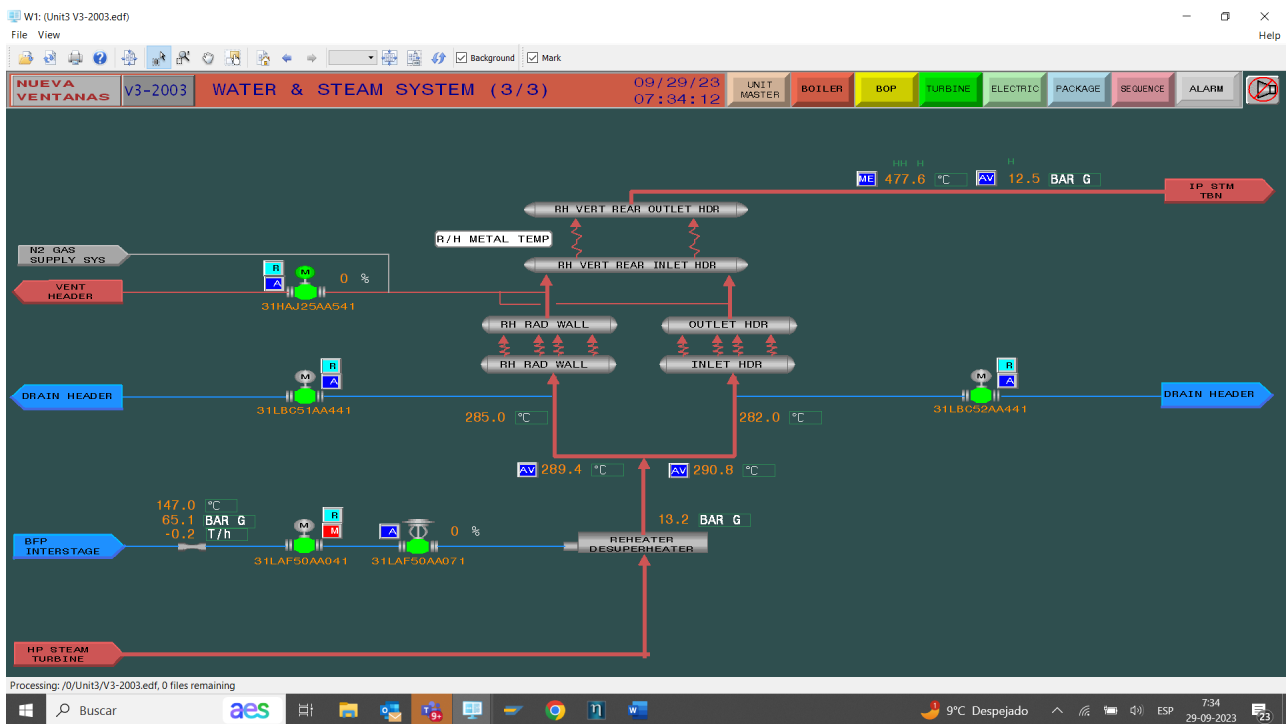 W1: (Unit3 V3-2003.edf)
File View Help
Background Mark
NUEVA
VENTANAS
V3-2003
WATER & STEAM SYSTEM (3/3)
09/29/23
07:34:12
UNIT
MASTER
BOILER
BOP
TURBINE
ELECTRIC
PACKAGE
SEQUENCE
ALARM
HH H H
ME 477.6 °C AV 12.5 BAR G
IP STM
TBN
RH VERT REAR OUTLET HDR
R/H METAL TEMP
N2 GAS
SUPPLY SYS
RH VERT REAR INLET HDR
R
A
M
0 %
VENT
HEADER
31HAJ25AA541
RH RAD WALL
OUTLET HDR
RH RAD WALL
INLET HDR
R
A
M
R
A
M
DRAIN HEADER
31LBC51AA441
31LBC52AA441
DRAIN HEADER
285.0 °C
282.0 °C
AV 289.4 °C
AV 290.8 °C
147.0 °C
65.1 BAR G
-0.2 T/h
R
M
M
A
0 %
13.2 BAR G
BFP
INTERSTAGE
REHEATER
DESUPERHEATER
31LAF50AA041
31LAF50AA071
HP STEAM
TURBINE
Processing: /0/Unit3/V3-2003.edf, 0 files remaining
Buscar
aes
9+
1
9°C Despejado
ESP
7:34
29-09-2023
23